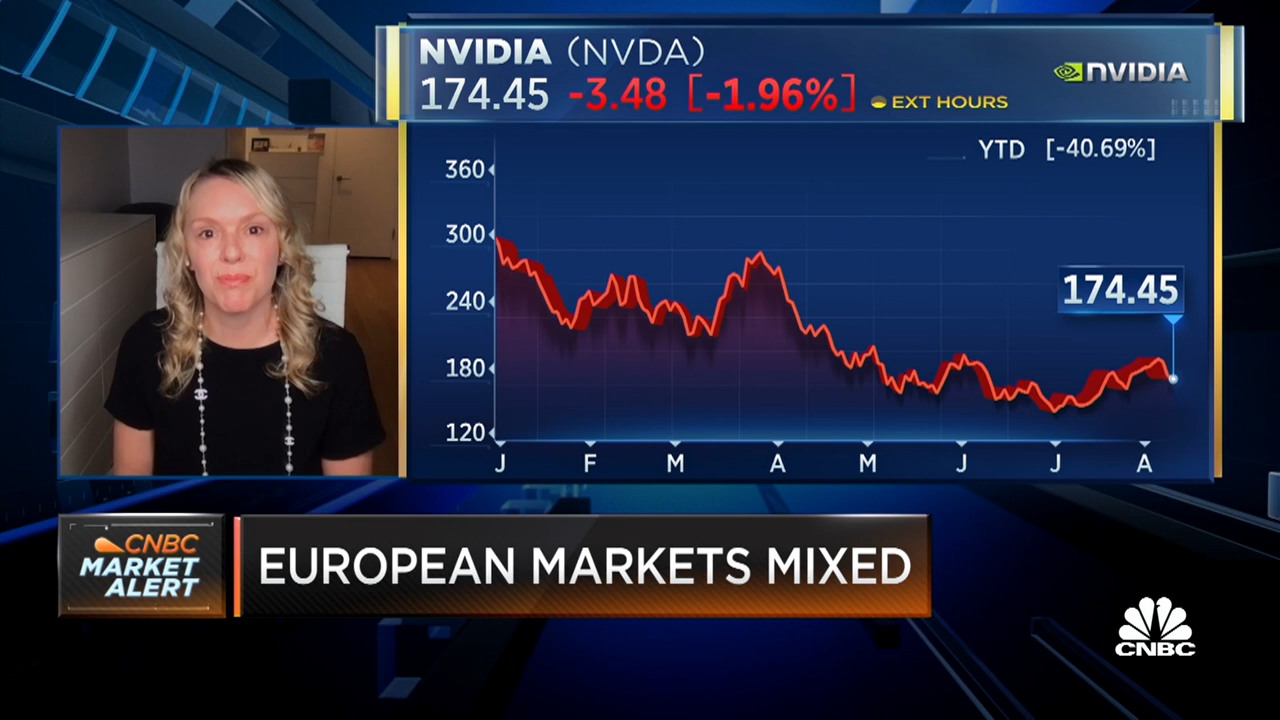 NVIDIA (NVDA)
174.45 -3.48 [-1.96%] EXT HOURS
NVIDIA
YTD [-40.69%]
360
300
240
180
120
174.45
J F M A M J J A
CNBC
MARKET
ALERT
EUROPEAN MARKETS MIXED
CNBC